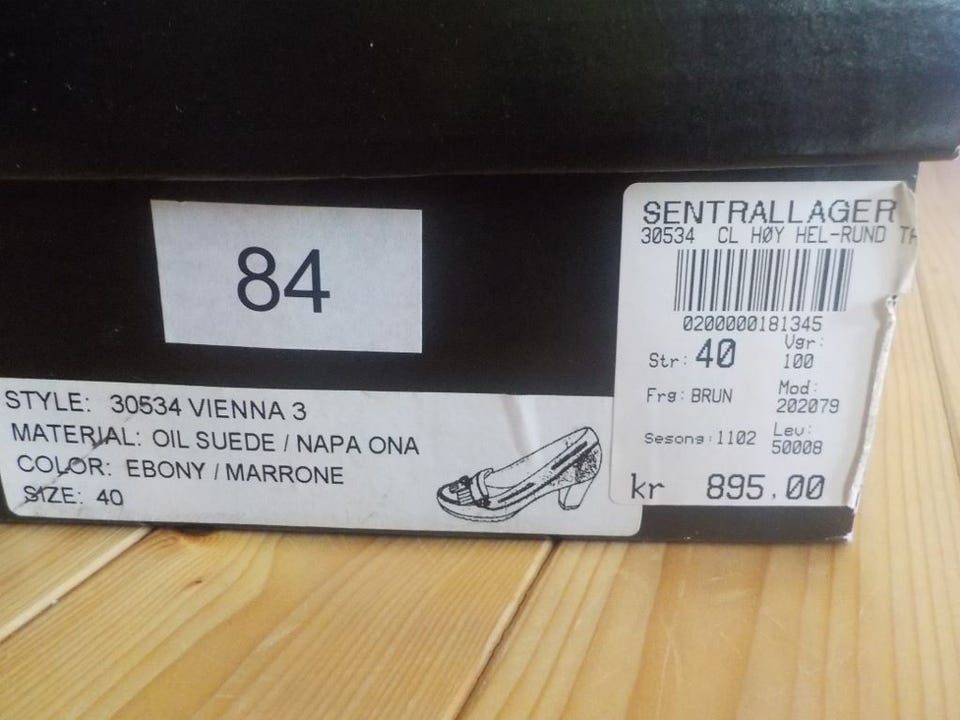 84
STYLE: 30534 VIENNA 3
MATERIAL: OIL SUEDE / NAPA ONA
COLOR: EBONY / MARRONE
SIZE: 40
SENTRALLAGER
30534 CL HØY HEL-RUND
0200000181345
Str: 40
Vgr:
100
Frg: BRUN
Mod:
202079
Sesong: 1102
Lev:
50008
kr 895,00